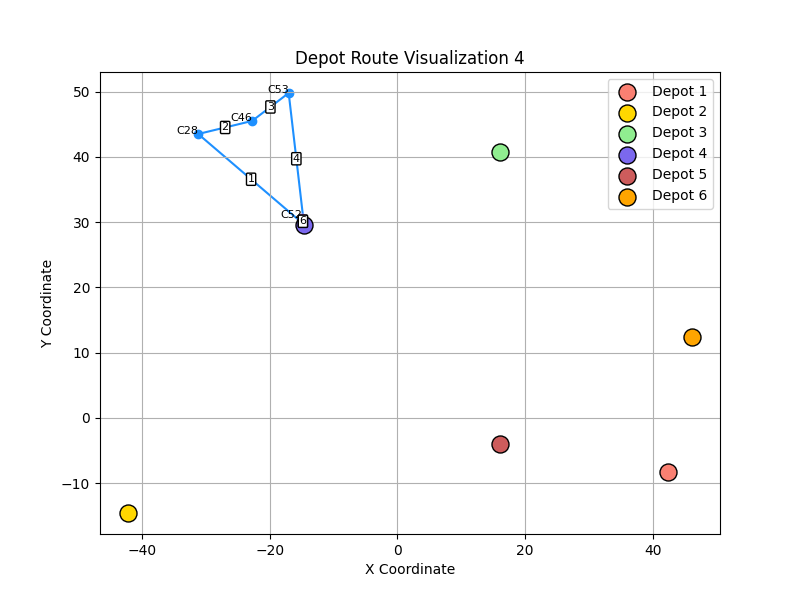 Depot Route Visualization 4
Y Coordinate
50
40
30
20
10
0
−10
−40
−20
0
20
40
X Coordinate
Depot 1
Depot 2
Depot 3
Depot 4
Depot 5
Depot 6
C53
3
C46
2
C28
4
1
C52
6